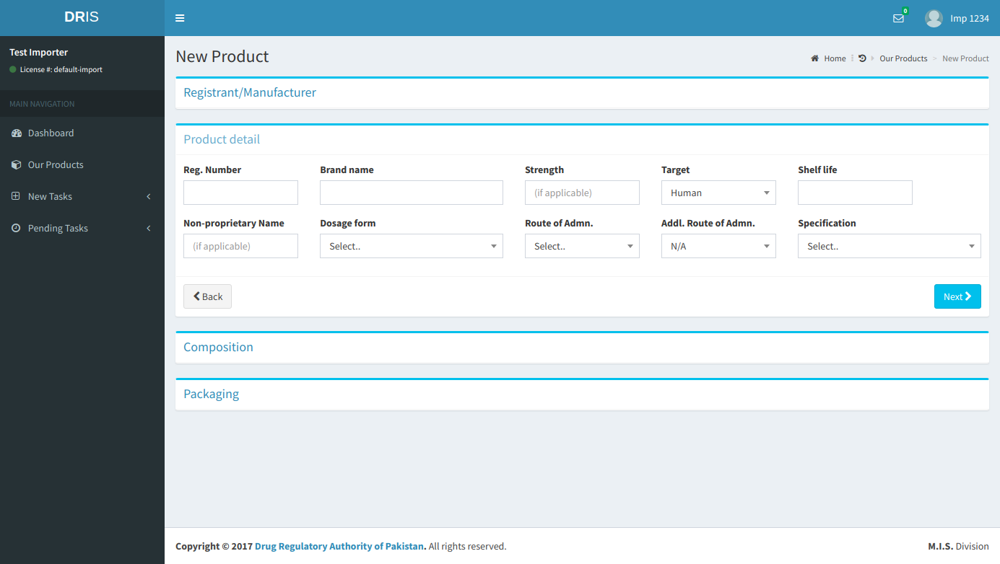 DRIS
0
Imp 1234
Test Importer
License #: default-import
MAIN NAVIGATION
Dashboard
Our Products
New Tasks
Pending Tasks
New Product
Home > Our Products > New Product
Registrant/Manufacturer
Product detail
Reg. Number Brand name Strength Target Shelf life
(if applicable) Human
Non-proprietary Name Dosage form Route of Admn. Addl. Route of Admn. Specification
(if applicable) Select.. Select.. N/A Select..
Back Next
Composition
Packaging
Copyright © 2017 Drug Regulatory Authority of Pakistan. All rights reserved. M.I.S. Division